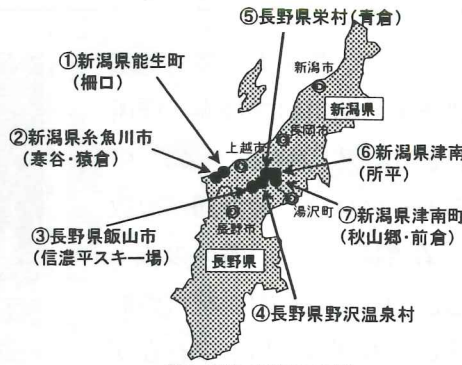 ⑤長野県栄村(青倉)
①新潟県能生町
(柵口)
新潟市
新潟県
長岡市
②新潟県糸魚川市
(寒谷・猿倉)
上越市
⑥新潟県津南
(所平)
湯沢町
⑦新潟県津南町
(秋山郷・前倉)
③長野県飯山市
(信濃平スキー場)
長野市
長野県
④長野県野沢温泉村